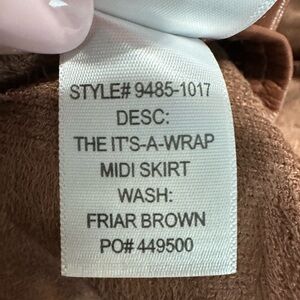 STYLE# 9485-1017
DESC:
THE IT'S-A-WRAP
MIDI SKIRT
WASH:
FRIAR BROWN
PO# 449500